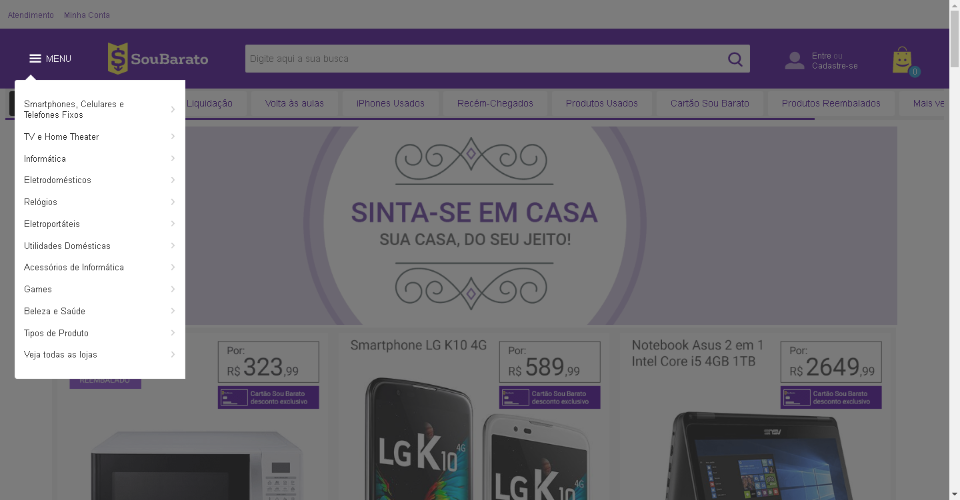 Atendimento Minha Conta
MENU
SouBarato
Digite aqui a sua busca
Entre ou
Cadastre-se
0
Liquidação Volta às aulas iPhones Usados Recém-Chegados Produtos Usados Cartão Sou Barato Produtos Reembalados Mais ve
Smartphones, Celulares e
Telefones Fixos
TV e Home Theater
Informática
Eletrodomésticos
Relógios
Eletroportáteis
Utilidades Domésticas
Acessórios de Informática
Games
Beleza e Saúde
Tipos de Produto
Veja todas as lojas
SINTA-SE EM CASA
SUA CASA, DO SEU JEITO!
REEMBALADO
Por:
R$ 323,99
Cartão Sou Barato
desconto exclusivo
Smartphone LG K10 4G
Por:
R$ 589,99
Cartão Sou Barato
desconto exclusivo
LG K10 4G
LG K10 4G
Notebook Asus 2 em 1
Intel Core i5 4GB 1TB
Por:
R$ 2649,99
Cartão Sou Barato
desconto exclusivo
ASUS